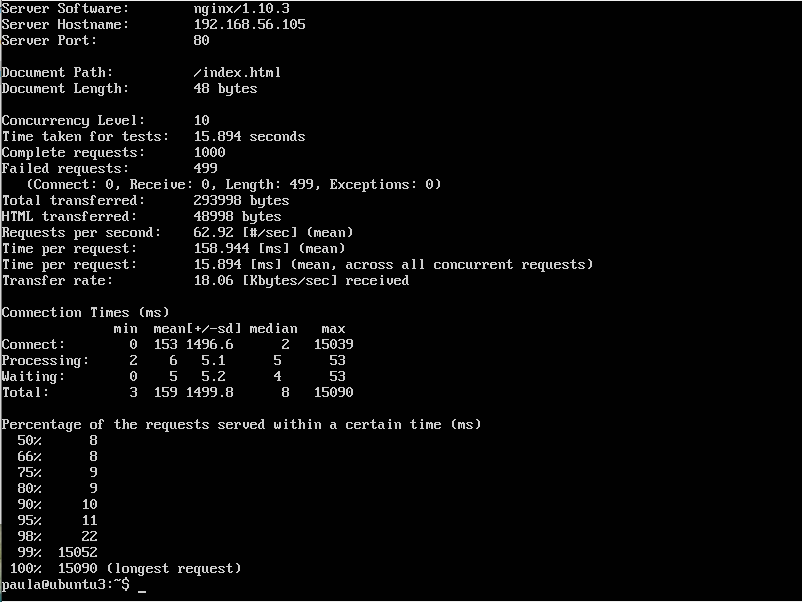 Server Software:        nginx/1.10.3
Server Hostname:        192.168.56.105
Server Port:            80

Document Path:          /index.html
Document Length:        48 bytes

Concurrency Level:      10
Time taken for tests:   15.894 seconds
Complete requests:      1000
Failed requests:        499
   (Connect: 0, Receive: 0, Length: 499, Exceptions: 0)
Total transferred:      293998 bytes
HTML transferred:       48998 bytes
Requests per second:    62.92 [#/sec] (mean)
Time per request:       158.944 [ms] (mean)
Time per request:       15.894 [ms] (mean, across all concurrent requests)
Transfer rate:          18.06 [Kbytes/sec] received

Connection Times (ms)
              min  mean[+/-sd] median   max
Connect:        0  153 1496.6      2   15039
Processing:     2    6   5.1      5      53
Waiting:        0    5   5.2      4      53
Total:          3  159 1499.8      8   15090

Percentage of the requests served within a certain time (ms)
  50%      8
  66%      8
  75%      9
  80%      9
  90%     10
  95%     11
  98%     22
  99%  15052
 100%  15090 (longest request)
paula@ubuntu3:~$ _